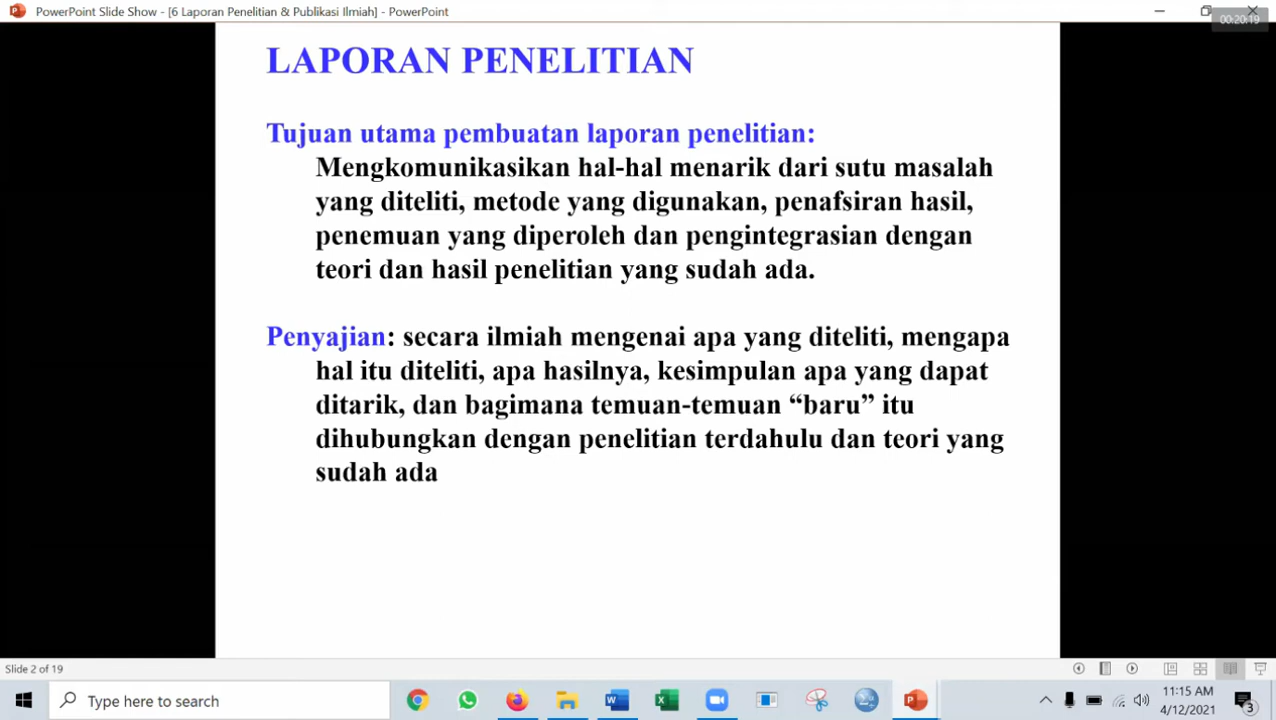 PowerPoint Slide Show - [6 Laporan Penelitian & Publikasi Ilmiah] - PowerPoint
00:20:19
LAPORAN PENELITIAN
Tujuan utama pembuatan laporan penelitian:
Mengkomunikasikan hal-hal menarik dari sutu masalah
yang diteliti, metode yang digunakan, penafsiran hasil,
penemuan yang diperoleh dan pengintegrasian dengan
teori dan hasil penelitian yang sudah ada.
Penyajian: secara ilmiah mengenai apa yang diteliti, mengapa
hal itu diteliti, apa hasilnya, kesimpulan apa yang dapat
ditarik, dan bagimana temuan-temuan “baru” itu
dihubungkan dengan penelitian terdahulu dan teori yang
sudah ada
Slide 2 of 19
Type here to search
11:15 AM
4/12/2021
3